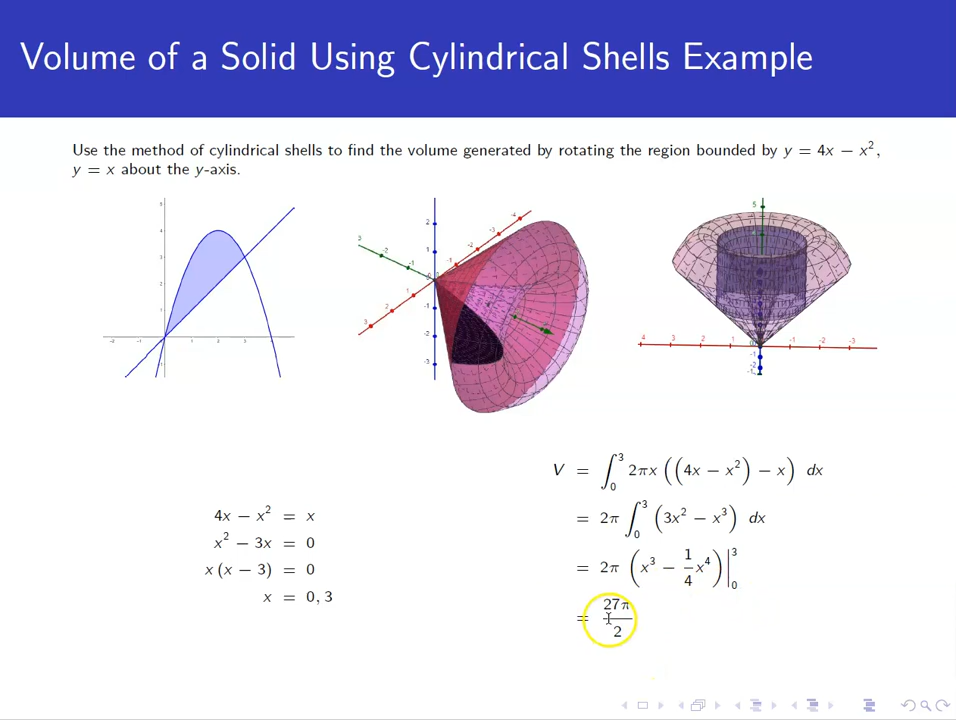 Volume of a Solid Using Cylindrical Shells Example
Use the method of cylindrical shells to find the volume generated by rotating the region bounded by y = 4x − x²,
y = x about the y-axis.
4x − x² = x
x² − 3x = 0
x (x − 3) = 0
x = 0, 3
V = ∫₀³ 2πx ((4x − x²) − x) dx
= 2π ∫₀³ (3x² − x³) dx
= 2π (x³ − 1/4 x⁴) |₀³
= 27π/2